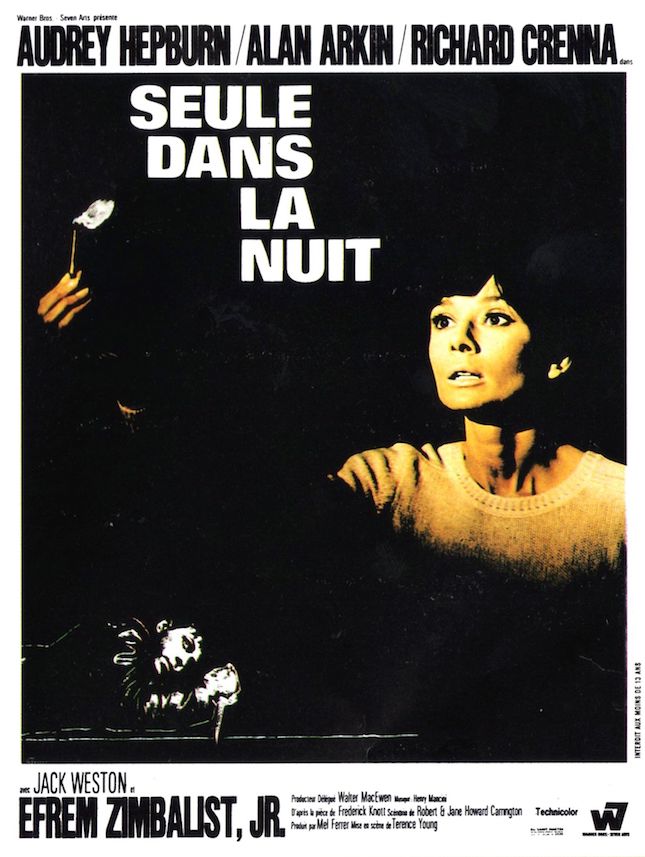 Warner Bros. Seven Arts présente
AUDREY HEPBURN/ALAN ARKIN/RICHARD CRENNA dans
SEULE
DANS
LA
NUIT
INTERDIT AUX MOINS DE 13 ANS
avec JACK WESTON et
EFREM ZIMBALIST, JR.
Producteur Délégué Walter MacEwen Musique: Henry Mancini
D'après la pièce de Frederick Knott Scénario de Robert & Jane Howard Carrington
Produit par Mel Ferrer Mise en scène de Terence Young
Technicolor
W7
WARNER BROS. - SEVEN ARTS